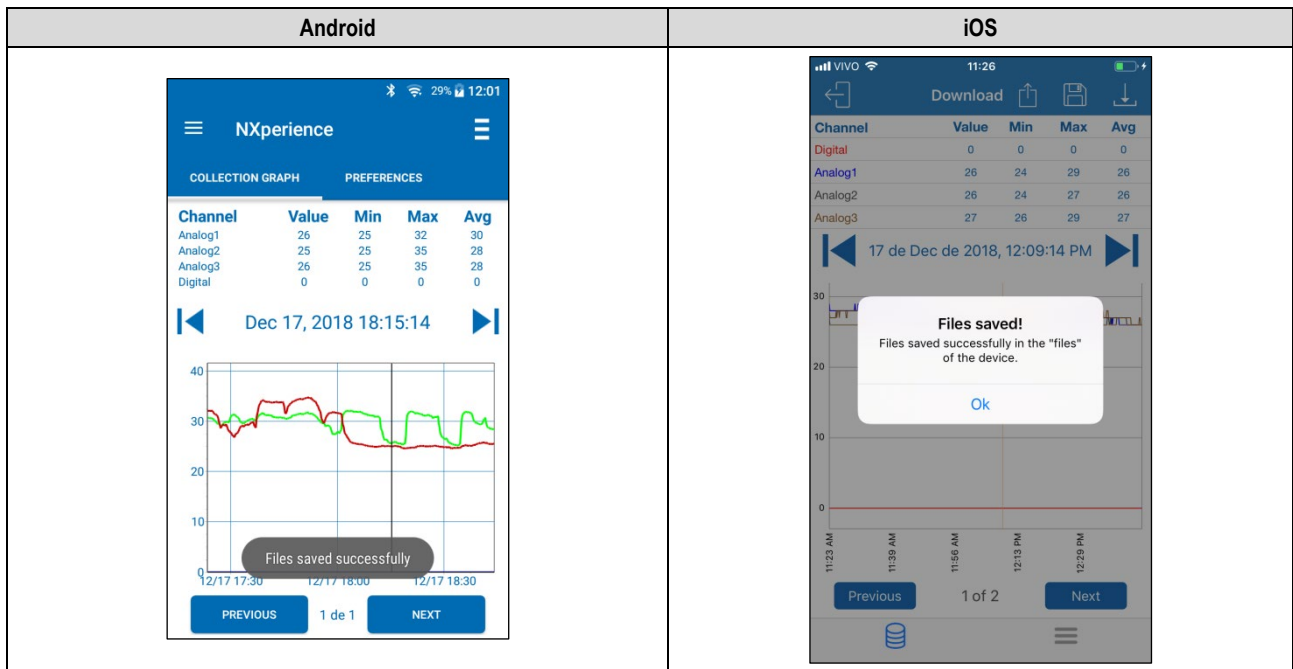 Android
iOS
29% 12:01
NXperience
COLLECTION GRAPH PREFERENCES
Channel Value Min Max Avg
Analog1 26 25 32 30
Analog2 25 25 35 28
Analog3 26 25 35 28
Digital 0 0 0 0
Dec 17, 2018 18:15:14
40
30
20
10
0
Files saved successfully
12/17 17:30 12/17 18:00 12/17 18:30
PREVIOUS 1 de 1 NEXT
VIVO 11:26
Download
Channel Value Min Max Avg
Digital 0 0 0 0
Analog1 26 24 29 26
Analog2 26 24 27 26
Analog3 27 26 29 27
17 de Dec de 2018, 12:09:14 PM
30
Files saved!
Files saved successfully in the "files"
of the device.
20
Ok
10
0
11:23 AM
11:39 AM
11:56 AM
12:13 PM
12:29 PM
Previous 1 of 2 Next